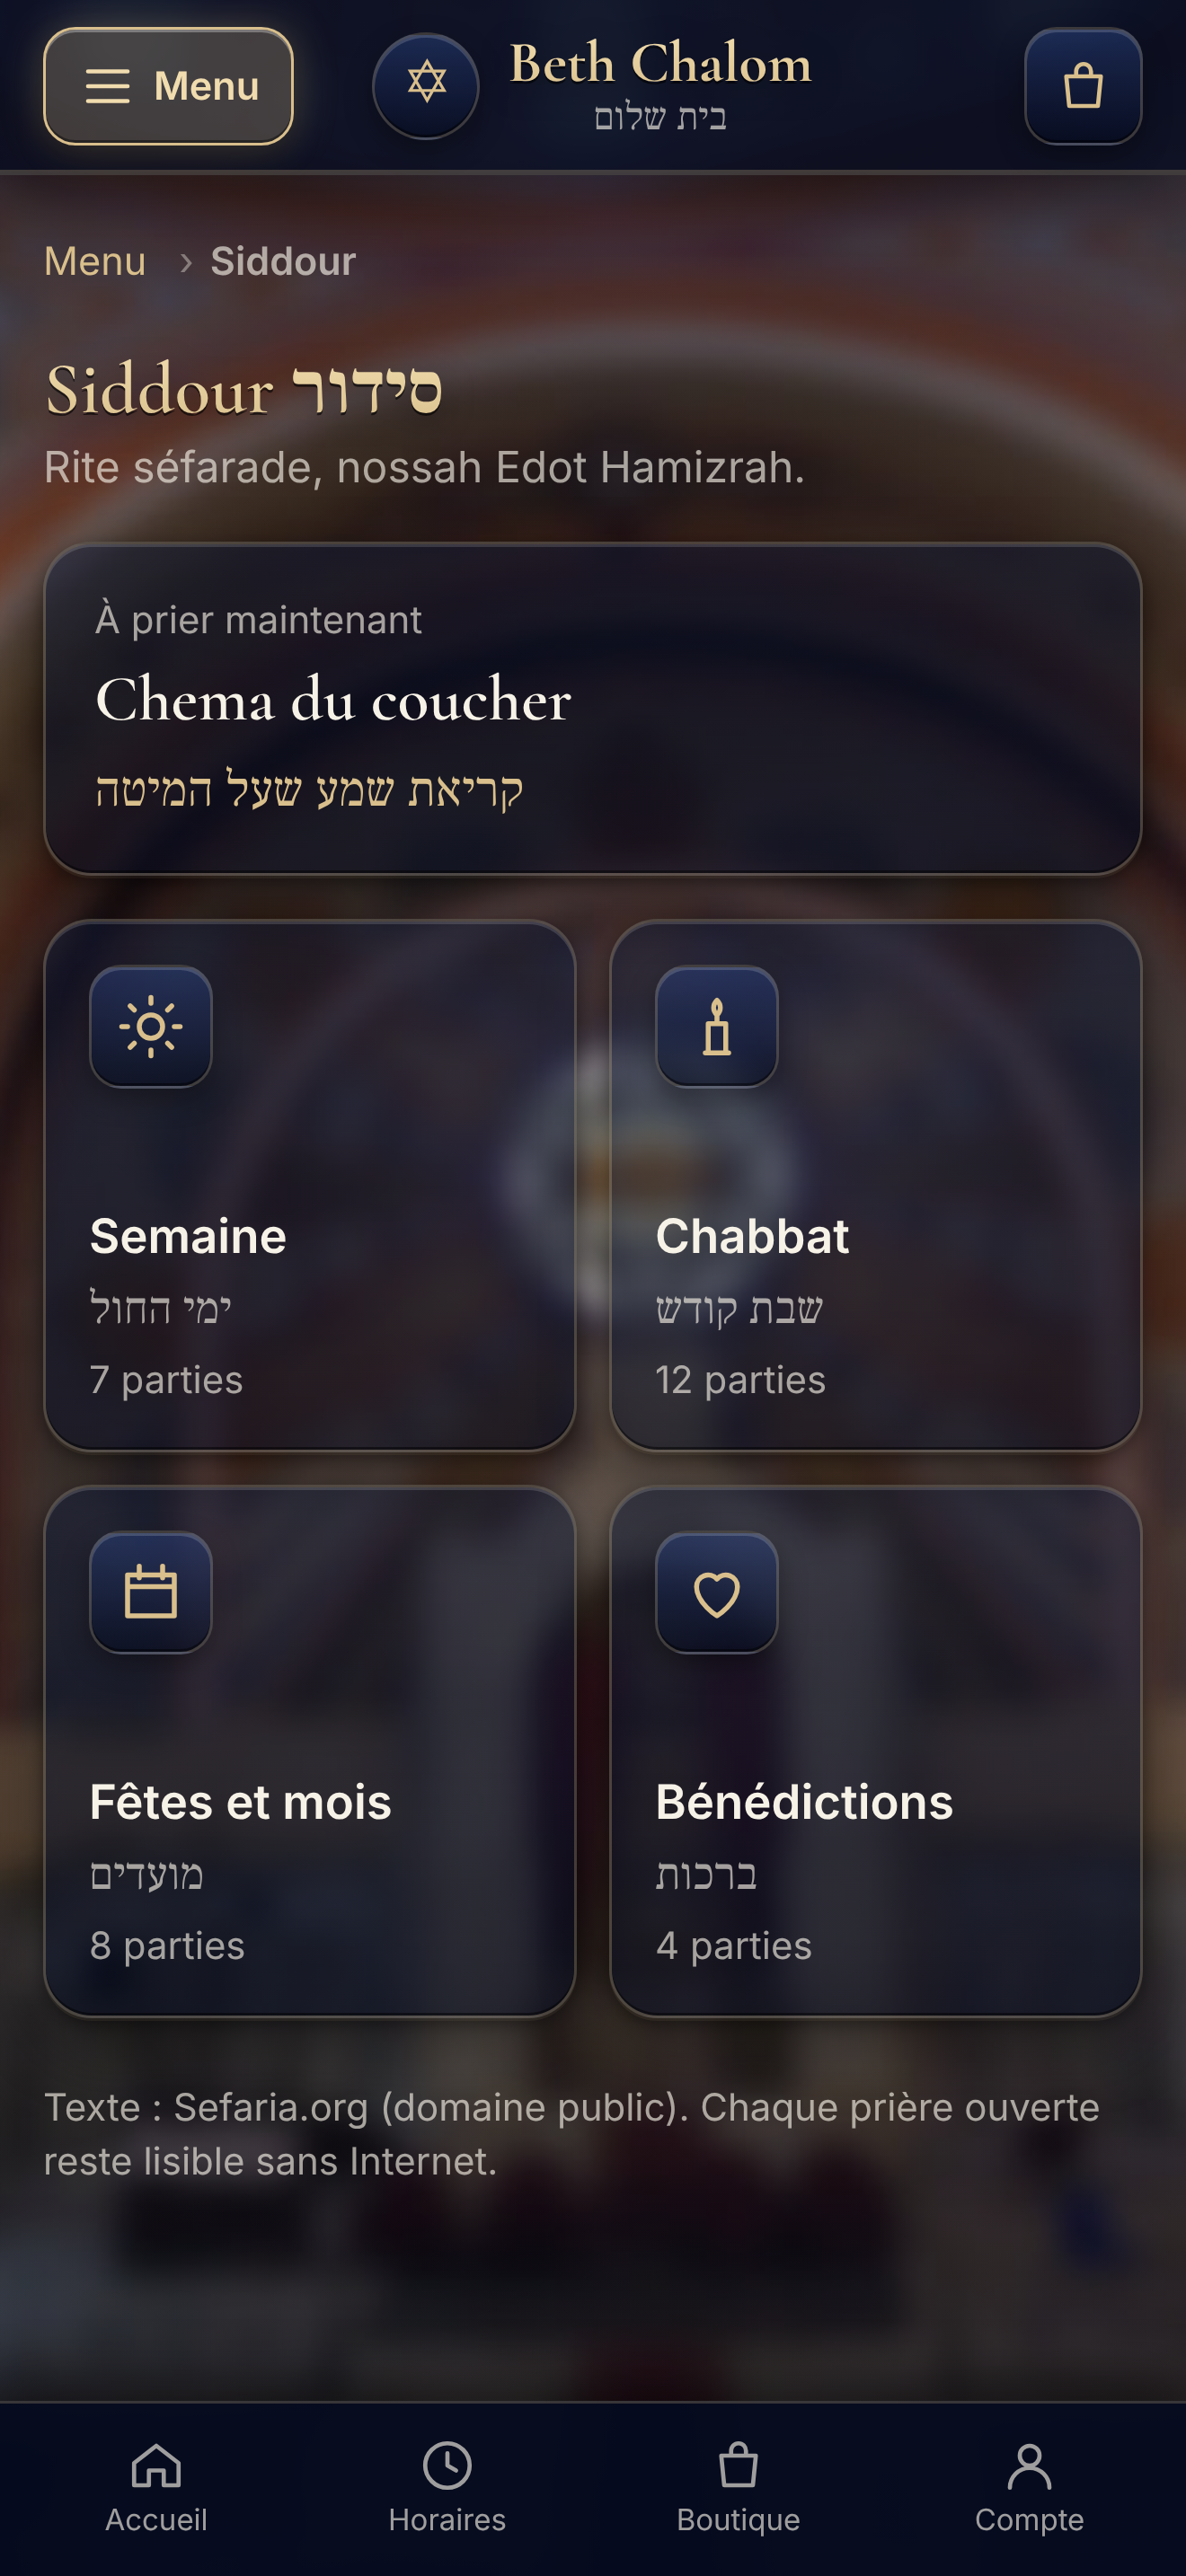 Menu
Beth Chalom
בית שלום
Menu › Siddour
Siddour סידור
Rite séfarade, nossah Edot Hamizrah.
À prier maintenant
Chema du coucher
קריאת שמע שעל המיטה
Semaine
ימי החול
7 parties
Chabbat
שבת קודש
12 parties
Fêtes et mois
מועדים
8 parties
Bénédictions
ברכות
4 parties
Texte : Sefaria.org (domaine public). Chaque prière ouverte
reste lisible sans Internet.
Accueil
Horaires
Boutique
Compte